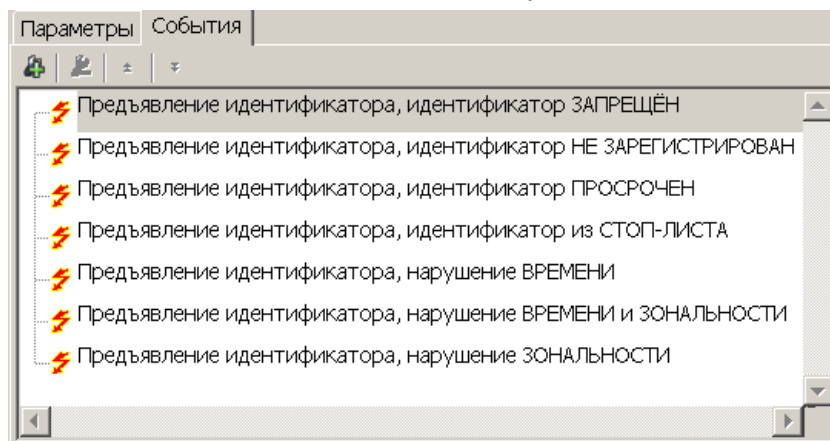 Параметры События
Предъявление идентификатора, идентификатор ЗАПРЕЩЁН
Предъявление идентификатора, идентификатор НЕ ЗАРЕГИСТРИРОВАН
Предъявление идентификатора, идентификатор ПРОСРОЧЕН
Предъявление идентификатора, идентификатор из СТОП-ЛИСТА
Предъявление идентификатора, нарушение ВРЕМЕНИ
Предъявление идентификатора, нарушение ВРЕМЕНИ и ЗОНАЛЬНОСТИ
Предъявление идентификатора, нарушение ЗОНАЛЬНОСТИ